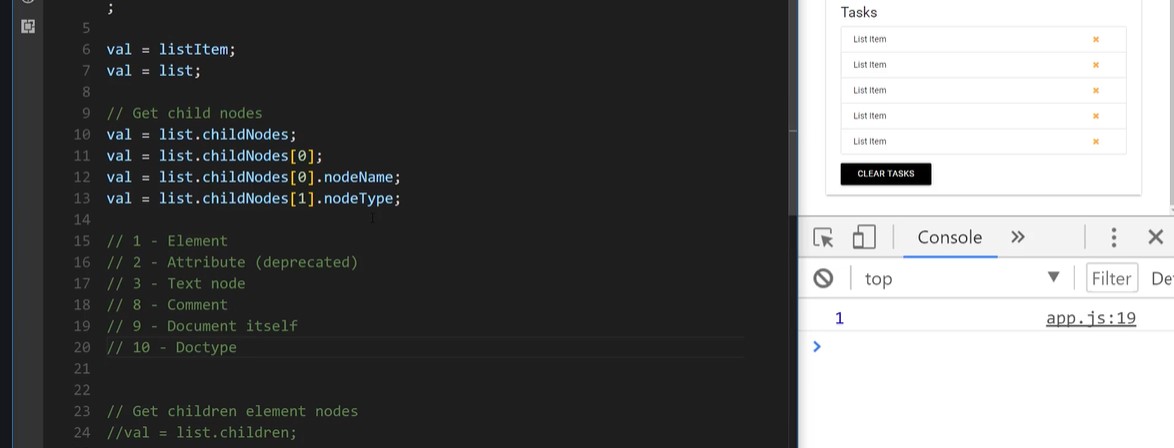 ;
5
6 val = listItem;
7 val = list;
8
9 // Get child nodes
10 val = list.childNodes;
11 val = list.childNodes[0];
12 val = list.childNodes[0].nodeName;
13 val = list.childNodes[1].nodeType;
14
15 // 1 - Element
16 // 2 - Attribute (deprecated)
17 // 3 - Text node
18 // 8 - Comment
19 // 9 - Document itself
20 // 10 - Doctype
21
22
23 // Get children element nodes
24 //val = list.children;
Tasks
List Item
List Item
List Item
List Item
List Item
CLEAR TASKS
Console
top Filter De
1 app.js:19